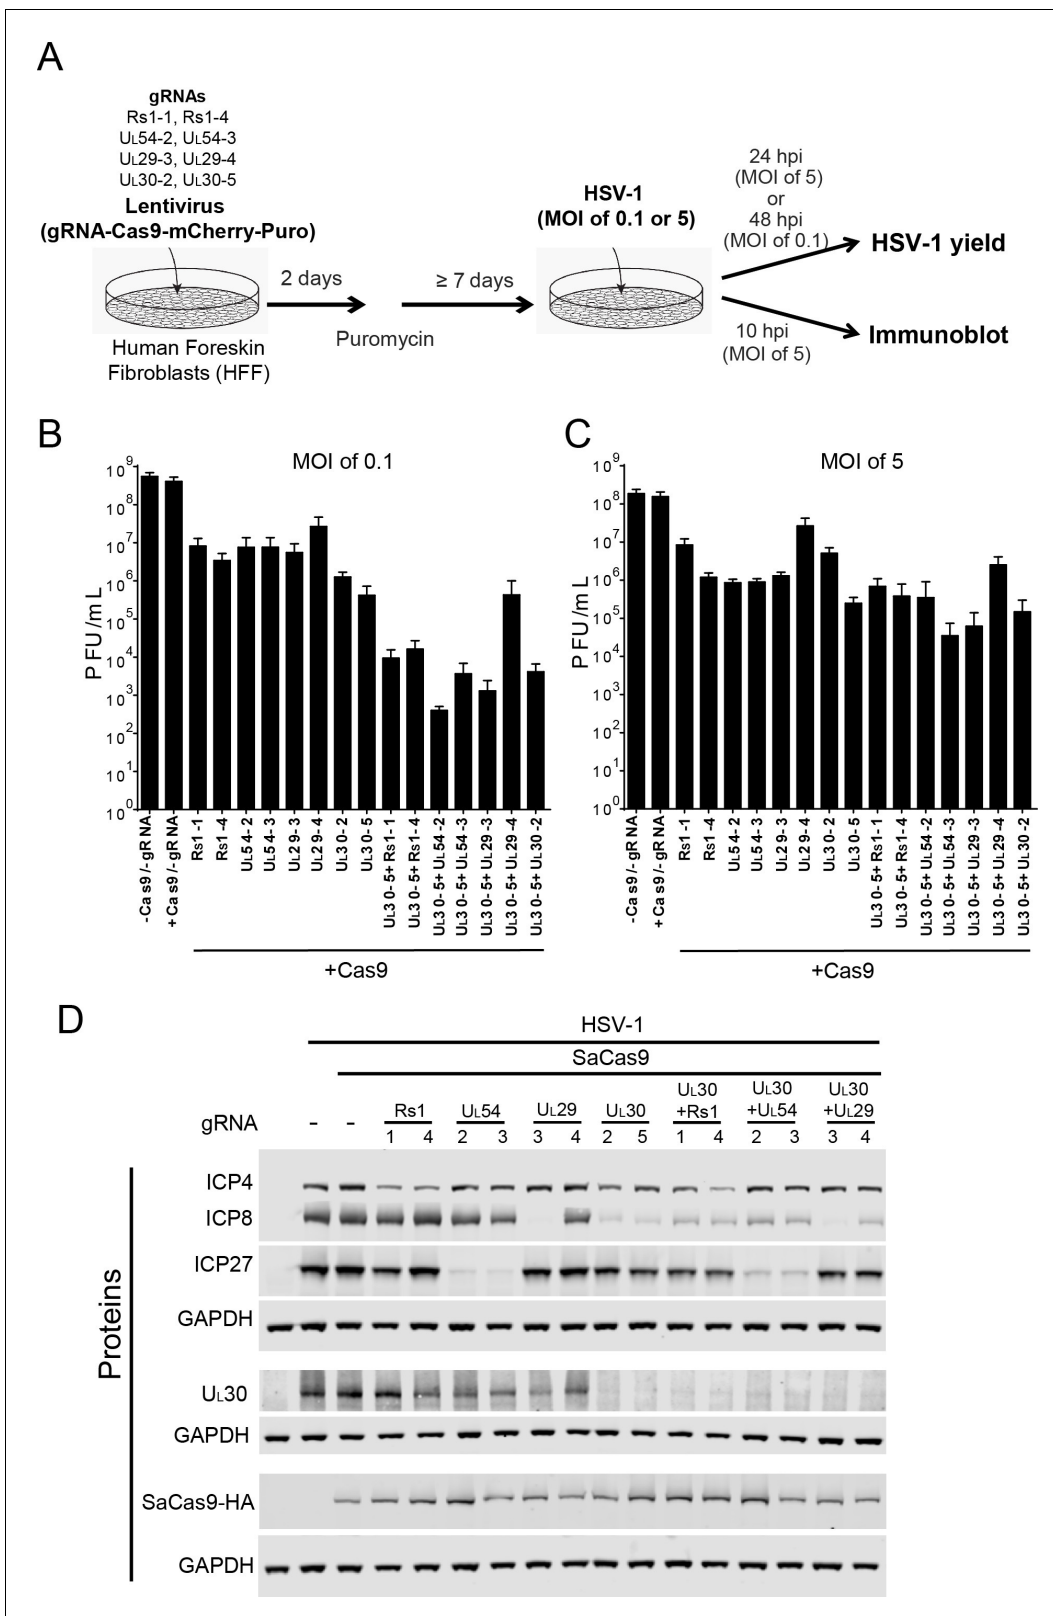 A
gRNAs
Rs1-1, Rs1-4
UL54-2, UL54-3
UL29-3, UL29-4
UL30-2, UL30-5
Lentivirus
(gRNA-Cas9-mCherry-Puro)
Human Foreskin
Fibroblasts (HFF)
2 days
Puromycin
≥ 7 days
HSV-1
(MOI of 0.1 or 5)
24 hpi
(MOI of 5)
or
48 hpi
(MOI of 0.1)
HSV-1 yield
10 hpi
(MOI of 5)
Immunoblot
B
MOI of 0.1
PFU/mL
10^9
10^8
10^7
10^6
10^5
10^4
10^3
10^2
10^1
10^0
-Cas9/-gRNA
+Cas9/-gRNA
Rs1-1
Rs1-4
UL54-2
UL54-3
UL29-3
UL29-4
UL30-2
UL30-5
UL30-5+Rs1-1
UL30-5+Rs1-4
UL30-5+UL54-2
UL30-5+UL54-3
UL30-5+UL29-3
UL30-5+UL29-4
UL30-5+UL30-2
+Cas9
C
MOI of 5
PFU/mL
10^9
10^8
10^7
10^6
10^5
10^4
10^3
10^2
10^1
10^0
-Cas9/-gRNA
+Cas9/-gRNA
Rs1-1
Rs1-4
UL54-2
UL54-3
UL29-3
UL29-4
UL30-2
UL30-5
UL30-5+Rs1-1
UL30-5+Rs1-4
UL30-5+UL54-2
UL30-5+UL54-3
UL30-5+UL29-3
UL30-5+UL29-4
UL30-5+UL30-2
+Cas9
D
HSV-1
SaCas9
UL30 UL30 UL30
Rs1 UL54 UL29 UL30 +Rs1 +UL54 +UL29
gRNA - - 1 4 2 3 3 4 2 5 1 4 2 3 3 4
Proteins
ICP4
ICP8
ICP27
GAPDH
UL30
GAPDH
SaCas9-HA
GAPDH